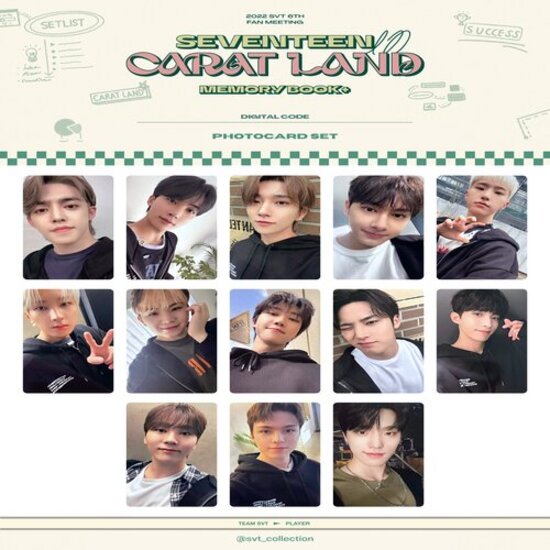 2022 SVT 6TH
FAN MEETING
SETLIST
SUCCESS
SEVENTEEN IN
CARAT LAND
CARAT LAND
MEMORY BOOK+
DIGITAL CODE
PHOTOCARD SET
TEAM SVT PLAYER
@svt_collection